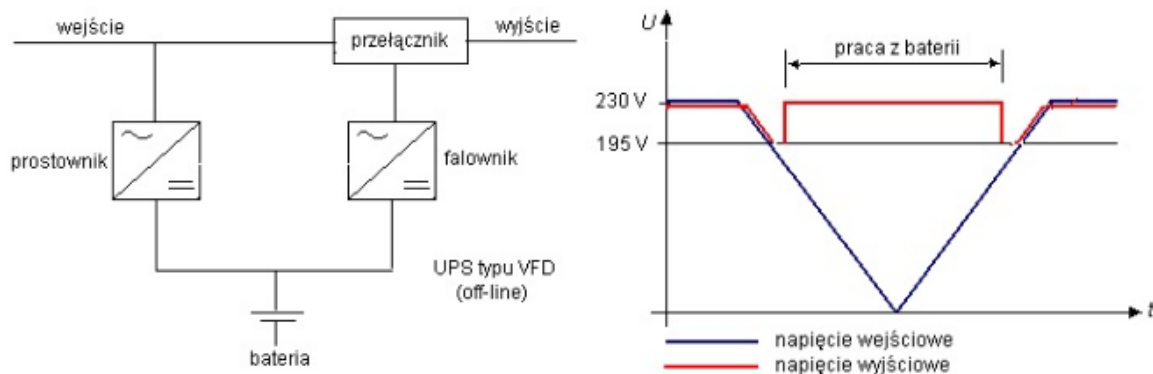 wejście
przełącznik
wyjście
prostownik
falownik
UPS typu VFD
(off-line)
bateria
U
praca z baterii
230 V
195 V
t
napięcie wejściowe
napięcie wyjściowe